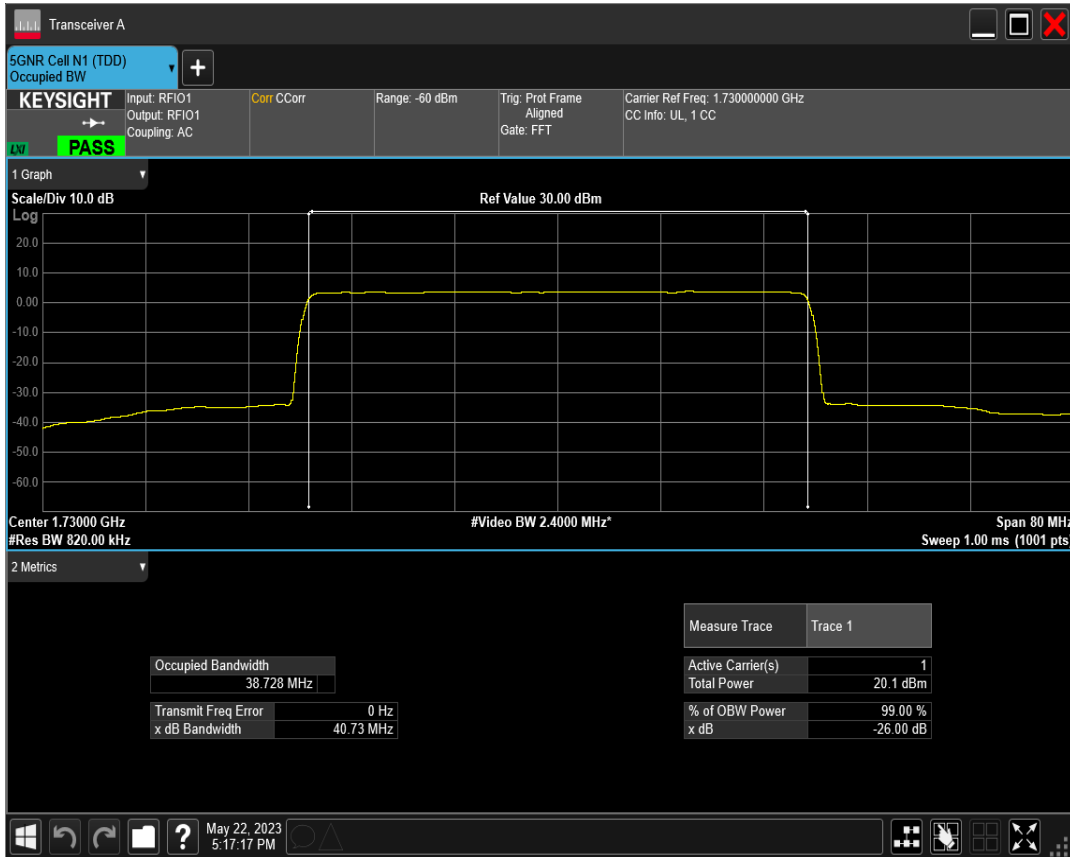 Transceiver A
5GNR Cell N1 (TDD)
Occupied BW
+
KEYSIGHT
LXI
PASS
Input: RFIO1
Output: RFIO1
Coupling: AC
Corr CCorr
Range: -60 dBm
Trig: Prot Frame
Aligned
Gate: FFT
Carrier Ref Freq: 1.730000000 GHz
CC Info: UL, 1 CC
1 Graph
Scale/Div 10.0 dB
Ref Value 30.00 dBm
Log
20.0
10.0
0.00
-10.0
-20.0
-30.0
-40.0
-50.0
-60.0
Center 1.73000 GHz
#Video BW 2.4000 MHz*
Span 80 MHz
#Res BW 820.00 kHz
Sweep 1.00 ms (1001 pts)
2 Metrics
Measure Trace
Trace 1
Occupied Bandwidth
38.728 MHz
Active Carrier(s) 1
Total Power 20.1 dBm
Transmit Freq Error 0 Hz
x dB Bandwidth 40.73 MHz
% of OBW Power 99.00 %
x dB -26.00 dB
?
May 22, 2023
5:17:17 PM